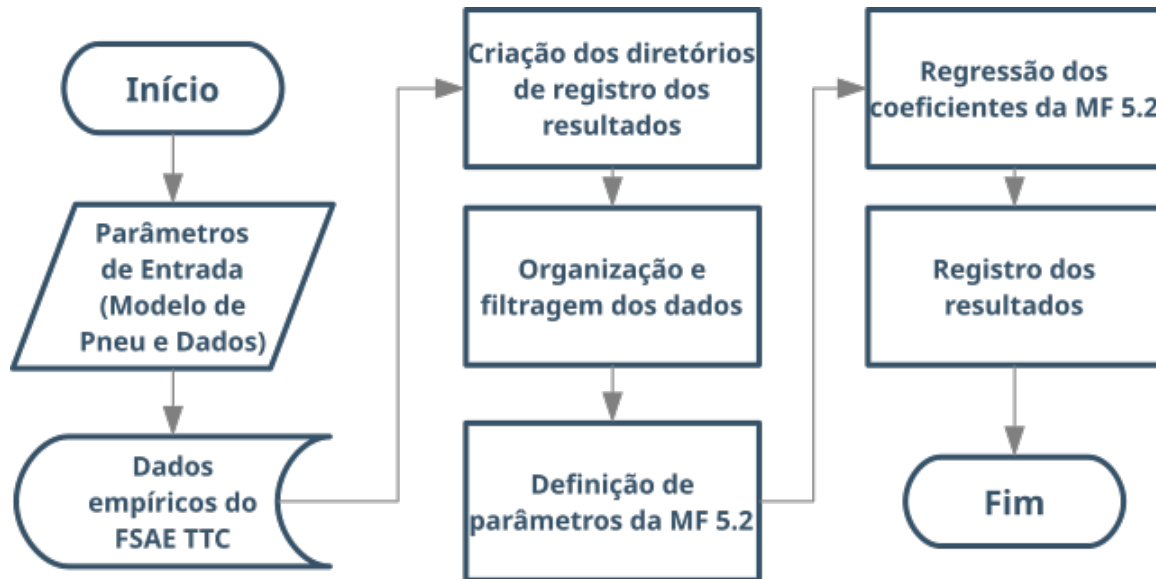 Início
Parâmetros
de Entrada
(Modelo de
Pneu e Dados)
Dados
empíricos do
FSAE TTC
Criação dos diretórios
de registro dos
resultados
Organização e
filtragem dos dados
Definição de
parâmetros da MF 5.2
Regressão dos
coeficientes da MF 5.2
Registro dos
resultados
Fim